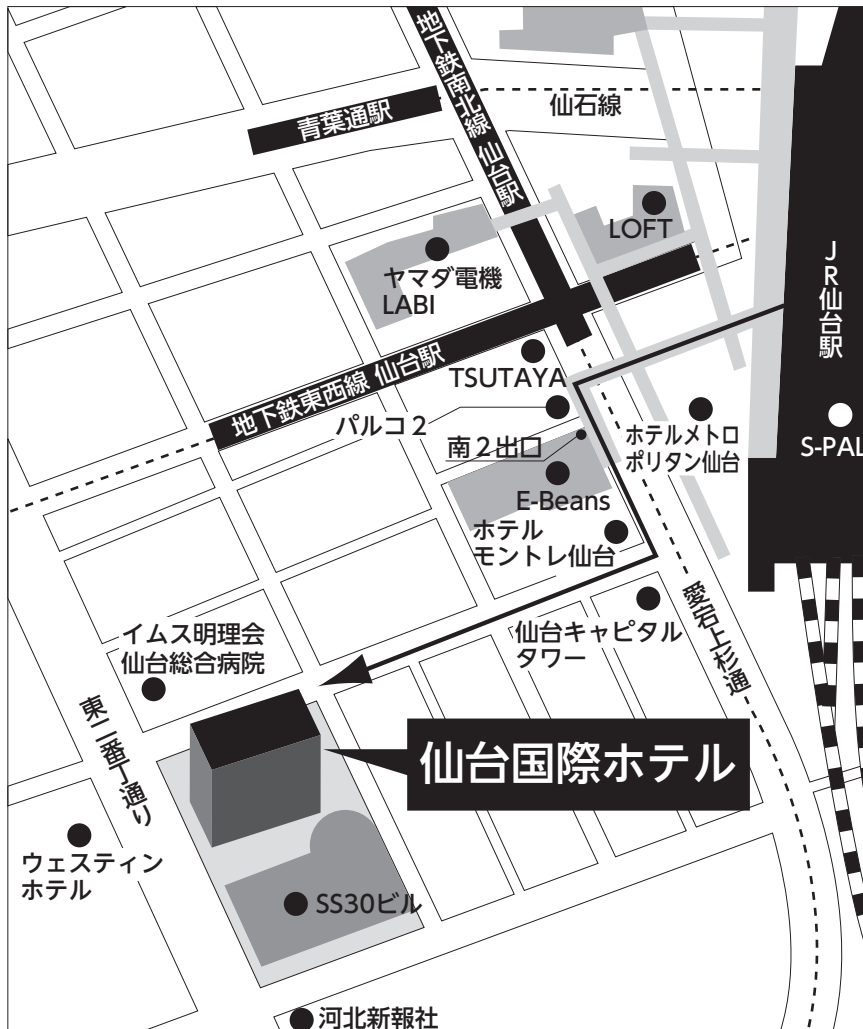 地下鉄南北線 仙台駅
仙石線
青葉通駅
LOFT
ヤマダ電機
LABI
JR仙台駅
地下鉄東西線 仙台駅
TSUTAYA
パルコ2
南2出口
ホテルメトロ
ポリタン仙台
S-PAL
E-Beans
ホテル
モントレ仙台
仙台キャピタル
タワー
愛宕上杉通
イムス明理会
仙台総合病院
東二番丁通り
仙台国際ホテル
ウェスティン
ホテル
SS30ビル
河北新報社